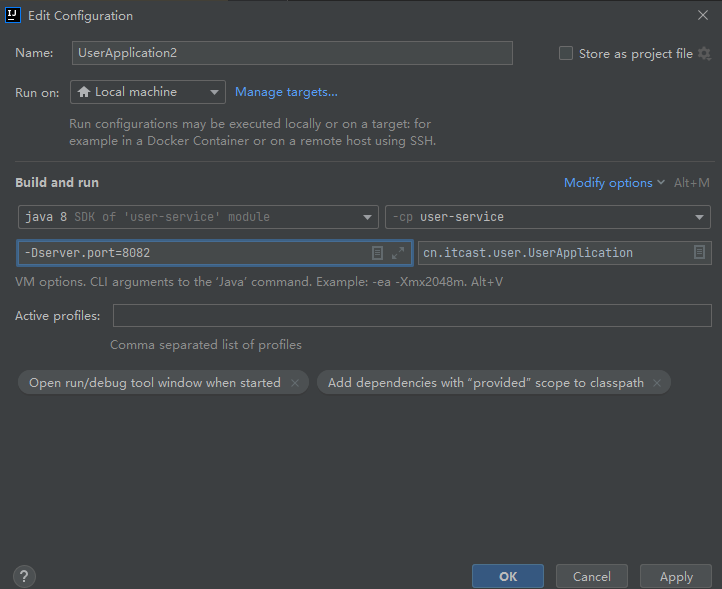 Edit Configuration
Name: UserApplication2 Store as project file
Run on: Local machine Manage targets...
Run configurations may be executed locally or on a target: for
example in a Docker Container or on a remote host using SSH.
Build and run Modify options Alt+M
java 8 SDK of 'user-service' module -cp user-service
-Dserver.port=8082 cn.itcast.user.UserApplication
VM options. CLI arguments to the ‘Java’ command. Example: -ea -Xmx2048m. Alt+V
Active profiles:
Comma separated list of profiles
Open run/debug tool window when started × Add dependencies with “provided” scope to classpath ×
? OK Cancel Apply